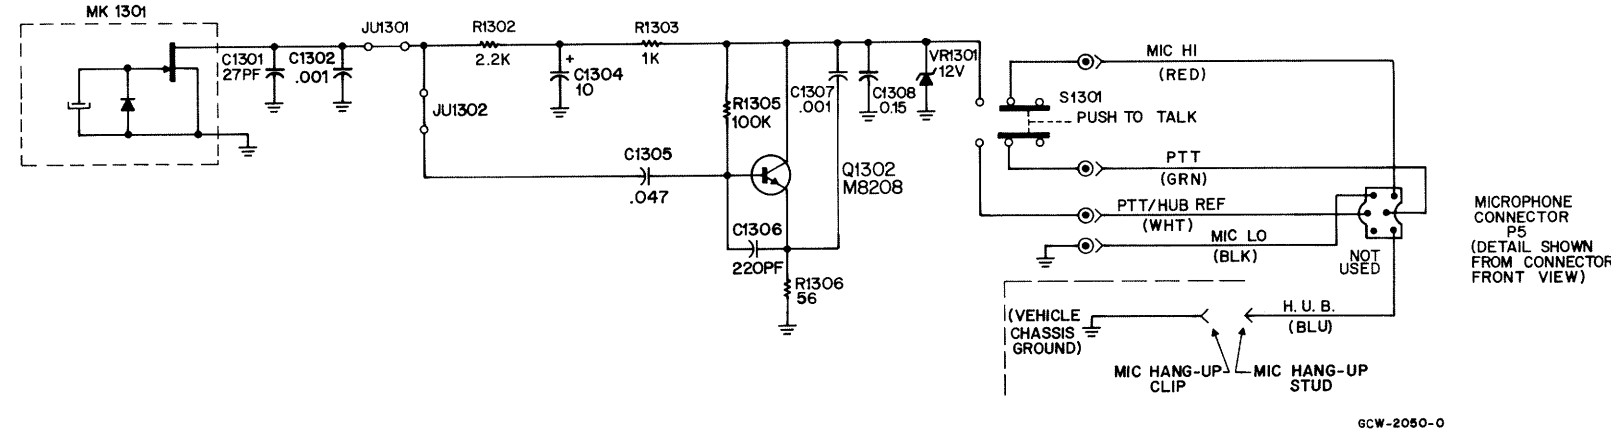 MK 1301
JU1301
R1302
2.2K
R1303
1K
C1301
27PF
C1302
.001
+
C1304
10
JU1302
R1305
100K
C1307
.001
C1308
0.15
VR1301
12V
S1301
PUSH TO TALK
MIC HI
(RED)
C1305
.047
Q1302
M8208
PTT
(GRN)
PTT/HUB REF
(WHT)
MIC LO
(BLK)
NOT
USED
MICROPHONE
CONNECTOR
P5
(DETAIL SHOWN
FROM CONNECTOR
FRONT VIEW)
C1306
220PF
R1306
56
(VEHICLE
CHASSIS
GROUND)
H.U.B.
(BLU)
MIC HANG-UP
CLIP
MIC HANG-UP
STUD
GCW-2050-O